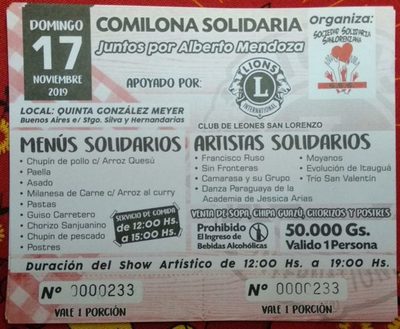 DOMINGO
17
NOVIEMBRE
2019
COMILONA SOLIDARIA
Juntos por Alberto Mendoza
APOYADO POR:
LIONS
L
INTERNATIONAL
organiza:
SOCIEDAD SOLIDARIA
SANLORENZANA
LOCAL: QUINTA GONZÁLEZ MEYER
Buenos Aires e/ Stgo. Silva y Hernandarias
CLUB DE LEONES SAN LORENZO
MENÚS SOLIDARIOS
• Chupin de pollo c/ Arroz Quesú
• Paella
• Asado
• Milanesa de Carne c/ Arroz al curry
• Pastas
• Guiso Carretero
• Chorizo Sanjuanino
• Chupin de pescado
• Postres
SERVICIO DE COMIDA
de 12:00 Hs.
a 15:00 Hs.
ARTISTAS SOLIDARIOS
• Francisco Ruso
• Sin Fronteras
• Camarasa y su Grupo
• Danza Paraguaya de la
Academia de Jessica Arias
• Moyanos
• Evolución de Itauguá
• Trío San Valentín
VENTA DE SOPA, CHIPA GUAZÚ, CHORIZOS Y POSTRES
Prohibido
El Ingreso de
Bebidas Alcohólicas
50.000 Gs.
Valido 1 Persona
Duración del Show Artístico de 12:00 Hs. a 19:00 Hs.
Nº 0000233
VALE 1 PORCIÓN
Nº 0000233
VALE 1 PORCIÓN